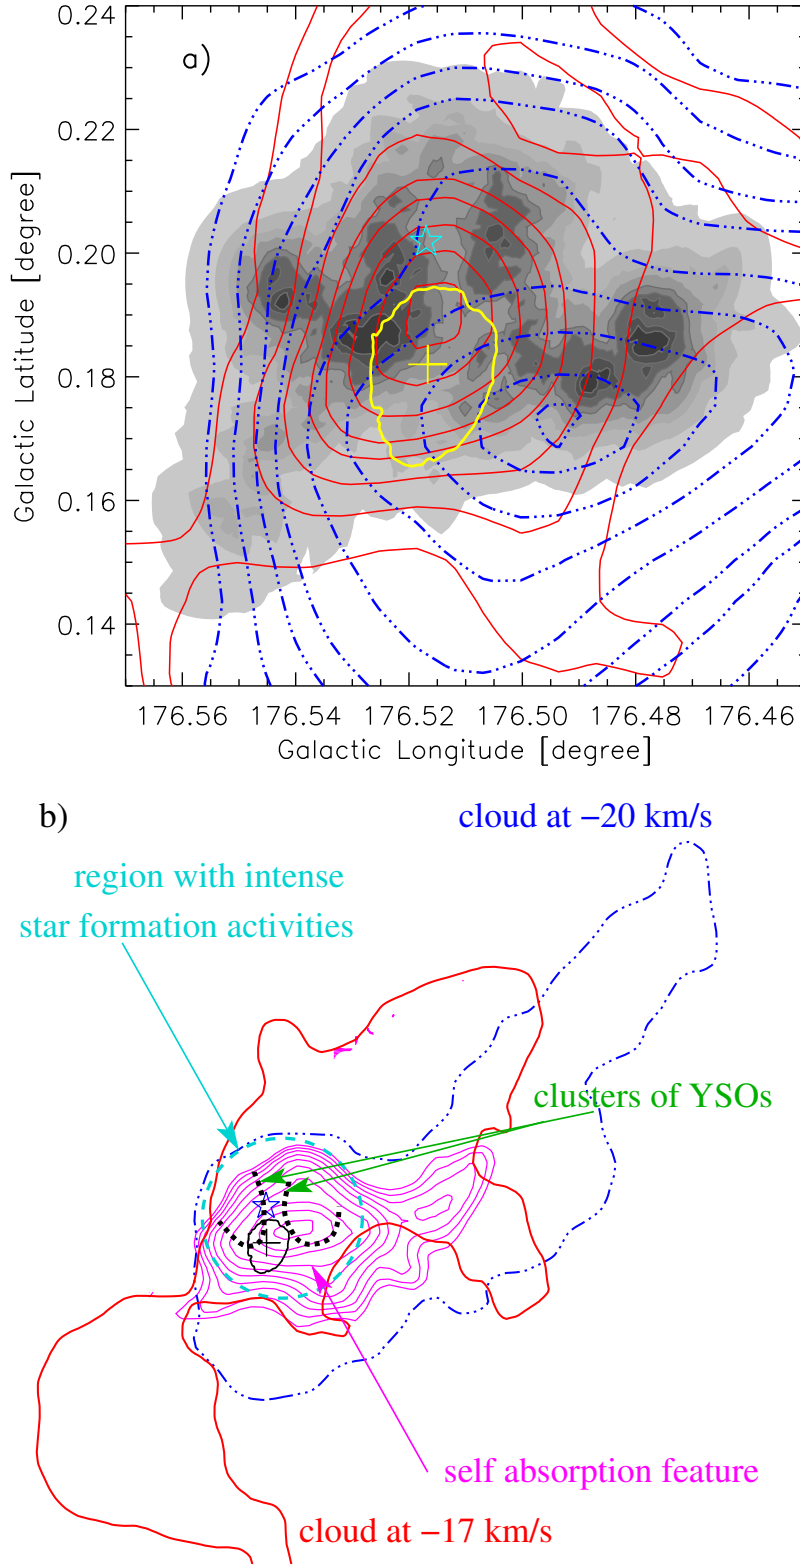 a)
0.24
0.22
0.20
0.18
0.16
0.14
Galactic Latitude [degree]
176.56 176.54 176.52 176.50 176.48 176.46
Galactic Longitude [degree]
b)
cloud at −20 km/s
region with intense
star formation activities
clusters of YSOs
self absorption feature
cloud at −17 km/s